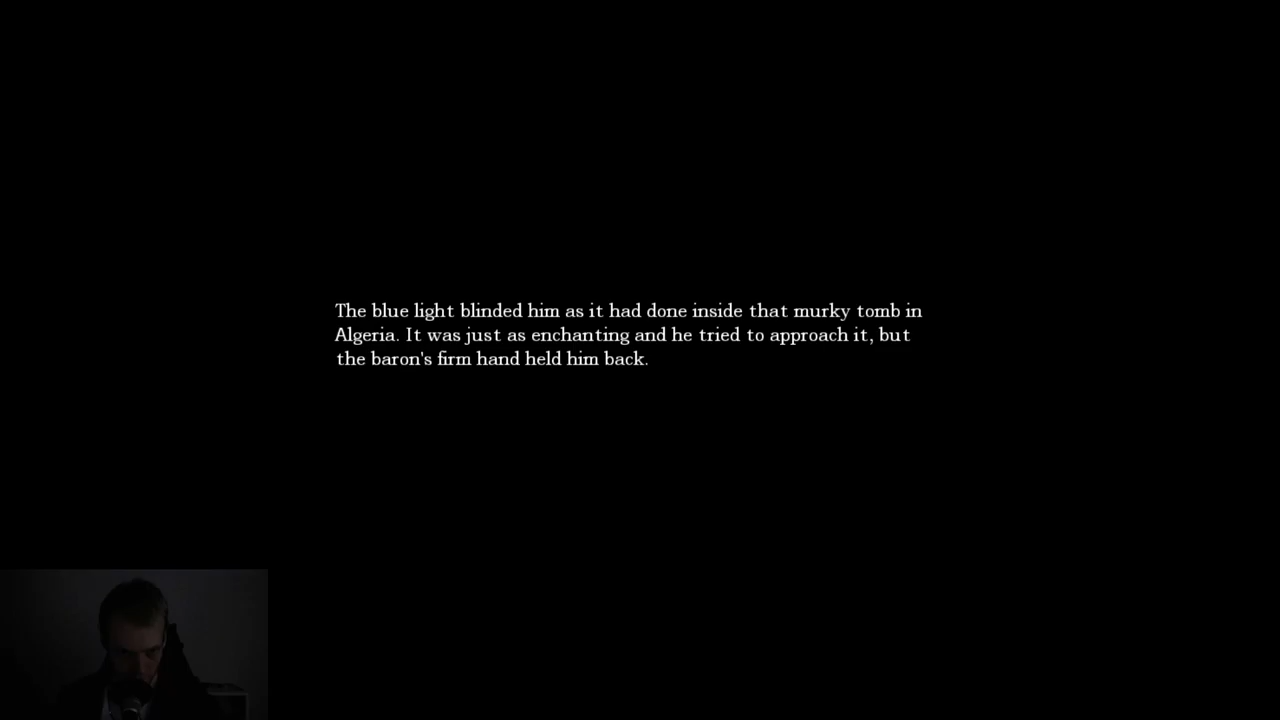 The blue light blinded him as it had done inside that murky tomb in
Algeria. It was just as enchanting and he tried to approach it, but
the baron's firm hand held him back.